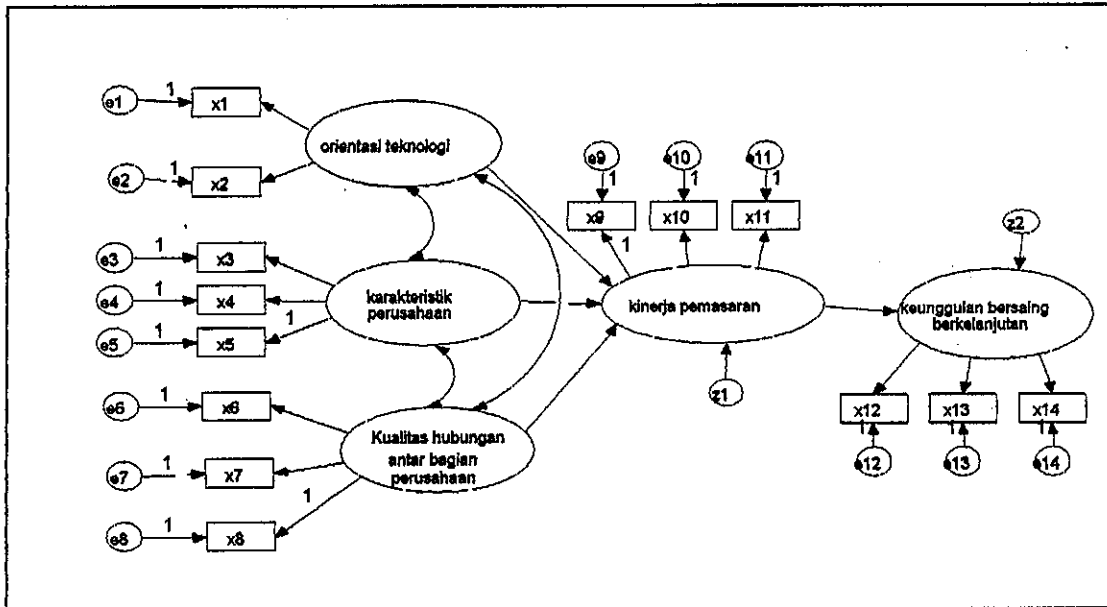 e1 1 x1
e2 1 x2
orientasi teknologi
e3 1 x3
e4 1 x4
e5 1 x5 1
karakteristik
perusahaan
e6 1 x6
e7 1 x7
e8 1 x8 1
Kualitas hubungan
antar bagian
perusahaan
e9 e10 e11
1 1 1
x9 x10 x11
1
kinerja pemasaran
z1
z2
keunggulan bersaing
berkelanjutan
x12 x13 x14
1 1 1
e12 e13 e14